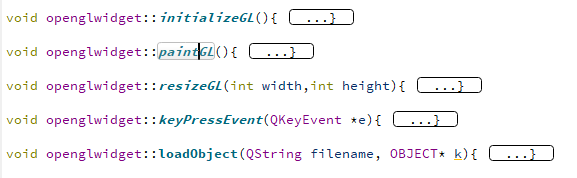 void openglwidget::initializeGL(){ ...}
void openglwidget::paintGL(){ ...}
void openglwidget::resizeGL(int width,int height){ ...}
void openglwidget::keyPressEvent(QKeyEvent *e){ ...}
void openglwidget::loadObject(QString filename, OBJECT* k){ ...}